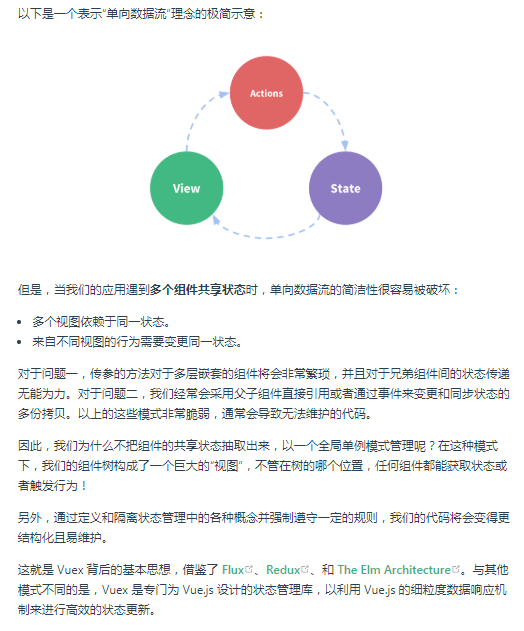 以下是一个表示“单向数据流”理念的极简示意：
Actions
View
State
但是，当我们的应用遇到多个组件共享状态时，单向数据流的简洁性很容易被破坏：
• 多个视图依赖于同一状态。
• 来自不同视图的行为需要变更同一状态。
对于问题一，传参的方法对于多层嵌套的组件将会非常繁琐，并且对于兄弟组件间的状态传递
无能为力。对于问题二，我们经常会采用父子组件直接引用或者通过事件来变更和同步状态的
多份拷贝。以上的这些模式非常脆弱，通常会导致无法维护的代码。
因此，我们为什么不把组件的共享状态抽取出来，以一个全局单例模式管理呢？在这种模式
下，我们的组件树构成了一个巨大的“视图”，不管在树的哪个位置，任何组件都能获取状态或
者触发行为！
另外，通过定义和隔离状态管理中的各种概念并强制遵守一定的规则，我们的代码将会变得更
结构化且易维护。
这就是 Vuex 背后的基本思想，借鉴了 Flux、Redux、和 The Elm Architecture。与其他
模式不同的是，Vuex 是专门为 Vue.js 设计的状态管理库，以利用 Vue.js 的细粒度数据响应机
制来进行高效的状态更新。